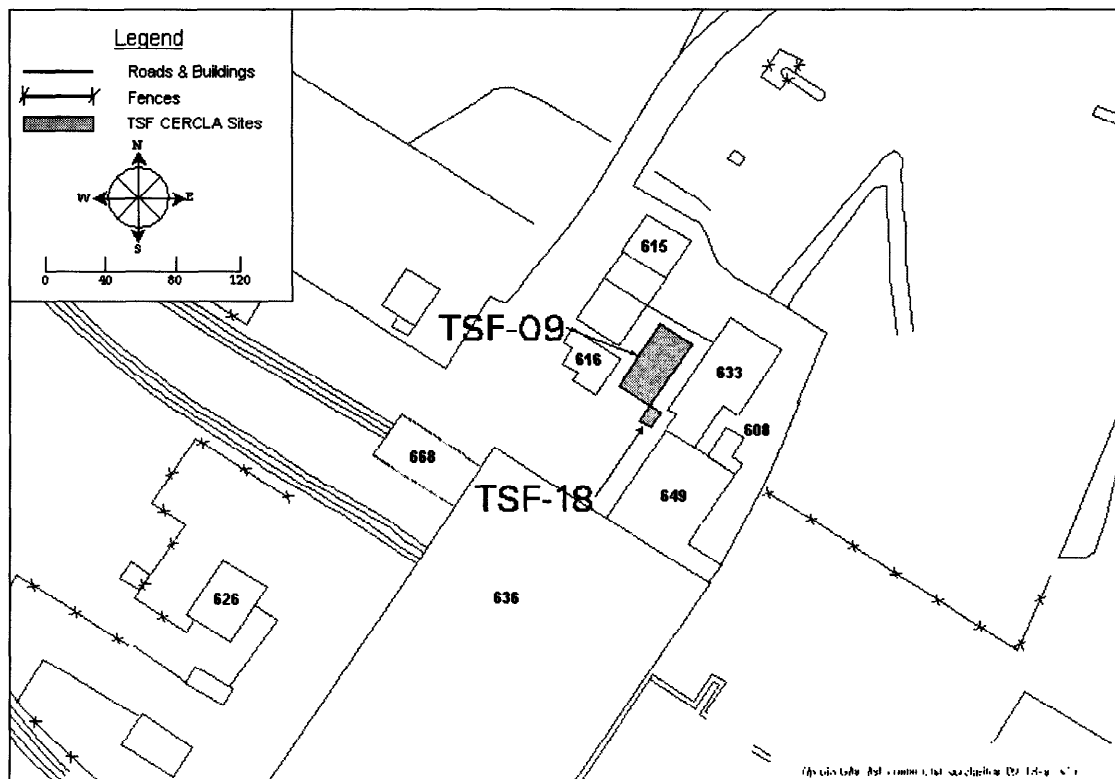 Legend
Roads & Buildings
Fences
TSF CERCLA Sites
N
W E
S
0 40 80 120
615
TSF-09
616
633
608
668
TSF-18
649
626
636